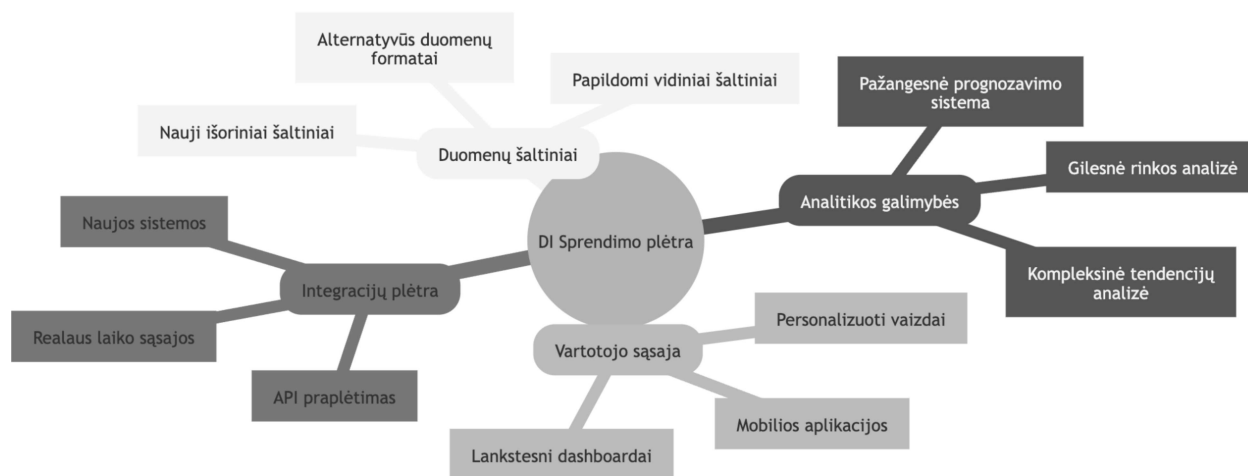 Alternatyvūs duomenų
formatai
Papildomi vidiniai šaltiniai
Nauji išoriniai šaltiniai
Duomenų šaltiniai
Pažangesnė prognozavimo
sistema
Gilesnė rinkos analizė
Analitikos galimybės
Kompleksinė tendencijų
analizė
DI Sprendimo plėtra
Naujos sistemos
Integracijų plėtra
Realaus laiko sąsajos
API praplėtimas
Personalizuoti vaizdai
Vartotojo sąsaja
Mobilios aplikacijos
Lankstesni dashboardai